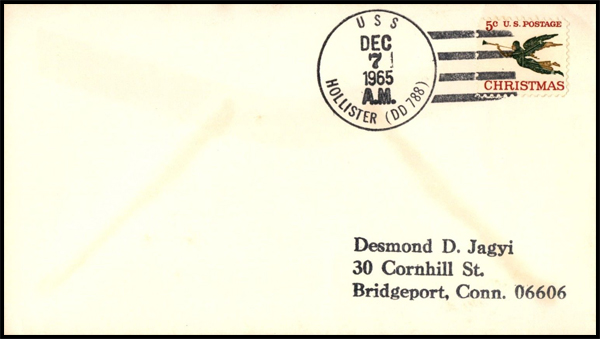 USS
DEC
7
1965
A.M.
HOLLISTER (DD 788)
5c U.S. POSTAGE
CHRISTMAS
Desmond D. Jagyi
30 Cornhill St.
Bridgeport, Conn. 06606